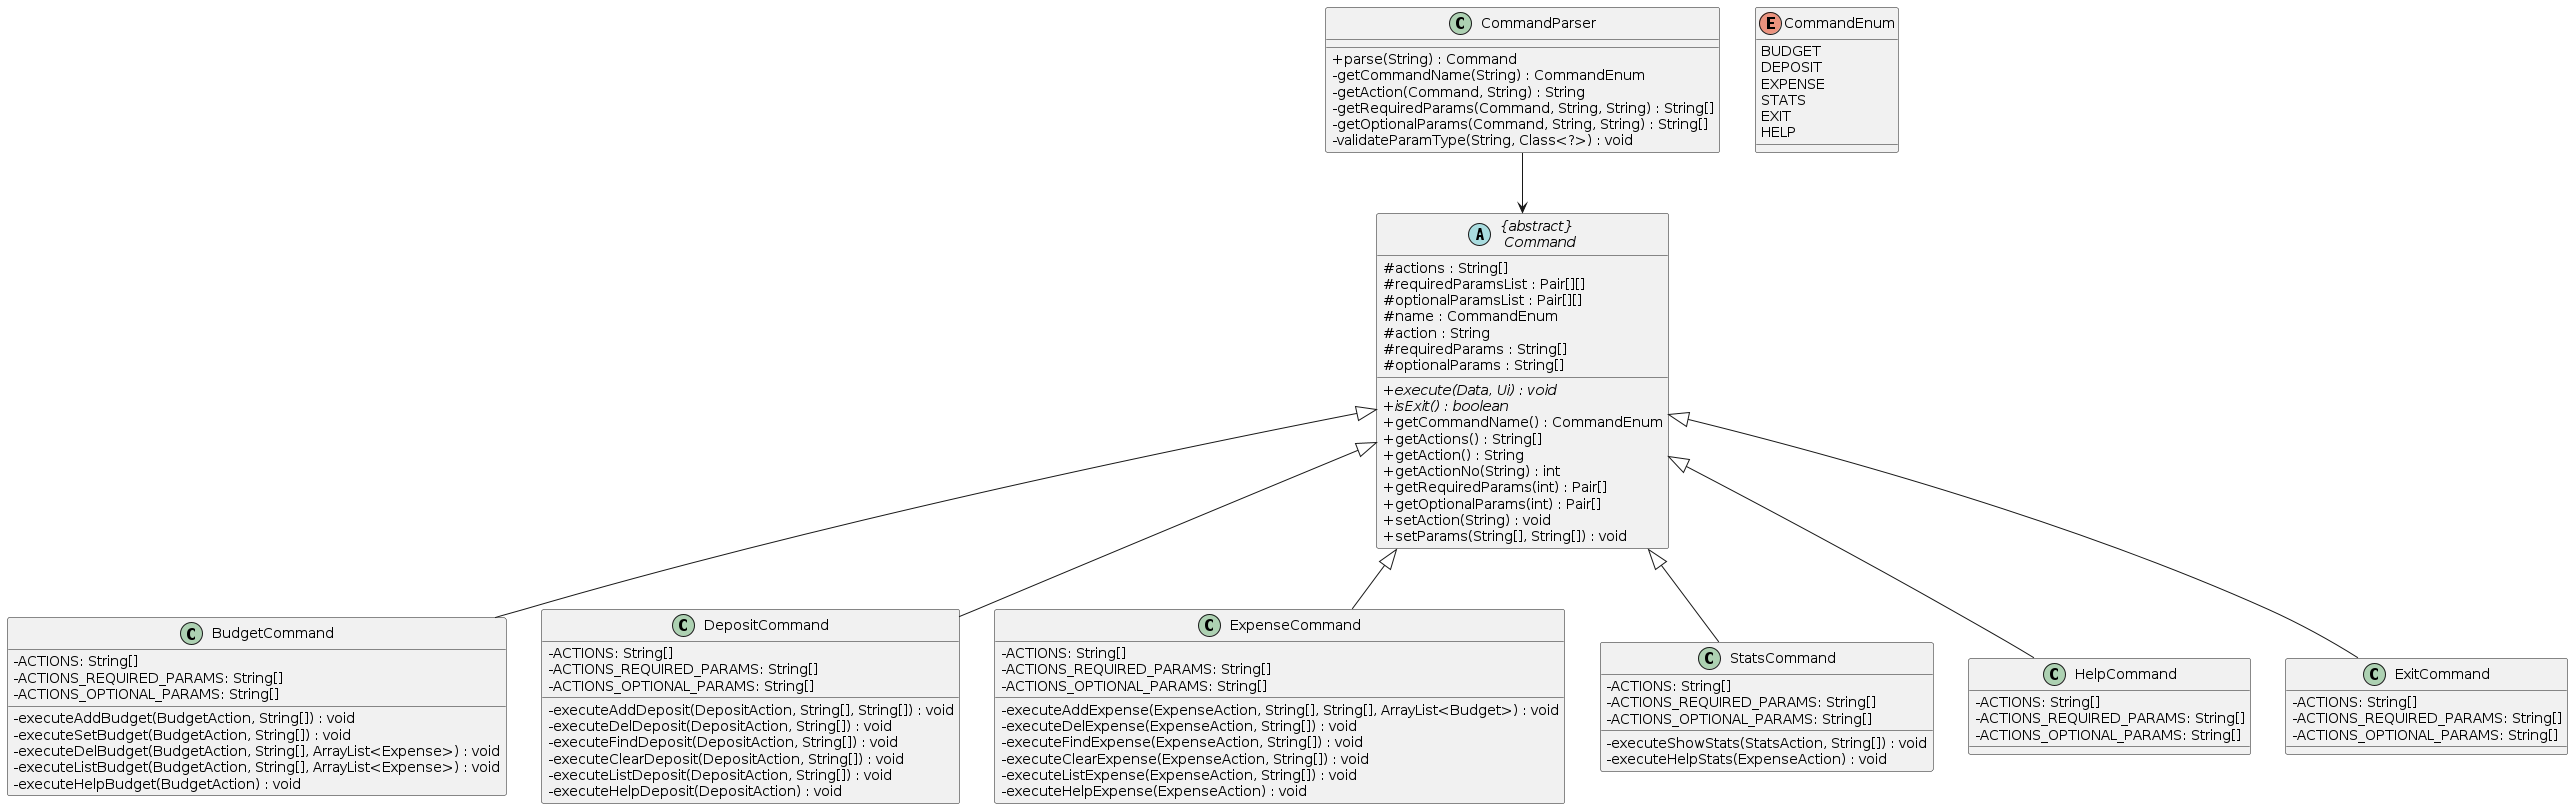 C CommandParser
+parse(String) : Command
-getCommandName(String) : CommandEnum
-getAction(Command, String) : String
-getRequiredParams(Command, String, String) : String[]
-getOptionalParams(Command, String, String) : String[]
-validateParamType(String, Class<?>) : void
E CommandEnum
BUDGET
DEPOSIT
EXPENSE
STATS
EXIT
HELP
A {abstract}
Command
#actions : String[]
#requiredParamsList : Pair[][]
#optionalParamsList : Pair[][]
#name : CommandEnum
#action : String
#requiredParams : String[]
#optionalParams : String[]
+execute(Data, Ui) : void
+isExit() : boolean
+getCommandName() : CommandEnum
+getActions() : String[]
+getAction() : String
+getActionNo(String) : int
+getRequiredParams(int) : Pair[]
+getOptionalParams(int) : Pair[]
+setAction(String) : void
+setParams(String[], String[]) : void
C BudgetCommand
-ACTIONS: String[]
-ACTIONS_REQUIRED_PARAMS: String[]
-ACTIONS_OPTIONAL_PARAMS: String[]
-executeAddBudget(BudgetAction, String[]) : void
-executeSetBudget(BudgetAction, String[]) : void
-executeDelBudget(BudgetAction, String[], ArrayList<Expense>) : void
-executeListBudget(BudgetAction, String[], ArrayList<Expense>) : void
-executeHelpBudget(BudgetAction) : void
C DepositCommand
-ACTIONS: String[]
-ACTIONS_REQUIRED_PARAMS: String[]
-ACTIONS_OPTIONAL_PARAMS: String[]
-executeAddDeposit(DepositAction, String[], String[]) : void
-executeDelDeposit(DepositAction, String[]) : void
-executeFindDeposit(DepositAction, String[]) : void
-executeClearDeposit(DepositAction, String[]) : void
-executeListDeposit(DepositAction, String[]) : void
-executeHelpDeposit(DepositAction) : void
C ExpenseCommand
-ACTIONS: String[]
-ACTIONS_REQUIRED_PARAMS: String[]
-ACTIONS_OPTIONAL_PARAMS: String[]
-executeAddExpense(ExpenseAction, String[], String[], ArrayList<Budget>) : void
-executeDelExpense(ExpenseAction, String[]) : void
-executeFindExpense(ExpenseAction, String[]) : void
-executeClearExpense(ExpenseAction, String[]) : void
-executeListExpense(ExpenseAction, String[]) : void
-executeHelpExpense(ExpenseAction) : void
C StatsCommand
-ACTIONS: String[]
-ACTIONS_REQUIRED_PARAMS: String[]
-ACTIONS_OPTIONAL_PARAMS: String[]
-executeShowStats(StatsAction, String[]) : void
-executeHelpStats(ExpenseAction) : void
C HelpCommand
-ACTIONS: String[]
-ACTIONS_REQUIRED_PARAMS: String[]
-ACTIONS_OPTIONAL_PARAMS: String[]
C ExitCommand
-ACTIONS: String[]
-ACTIONS_REQUIRED_PARAMS: String[]
-ACTIONS_OPTIONAL_PARAMS: String[]